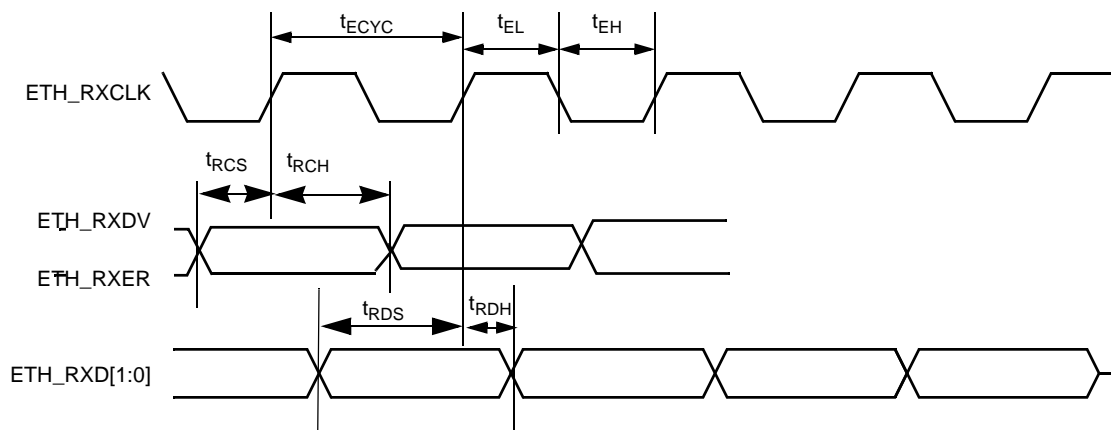 tECYC
tEL
tEH
ETH_RXCLK
tRCS
tRCH
ETH_RXDV
ETH_RXER
tRDS
tRDH
ETH_RXD[1:0]